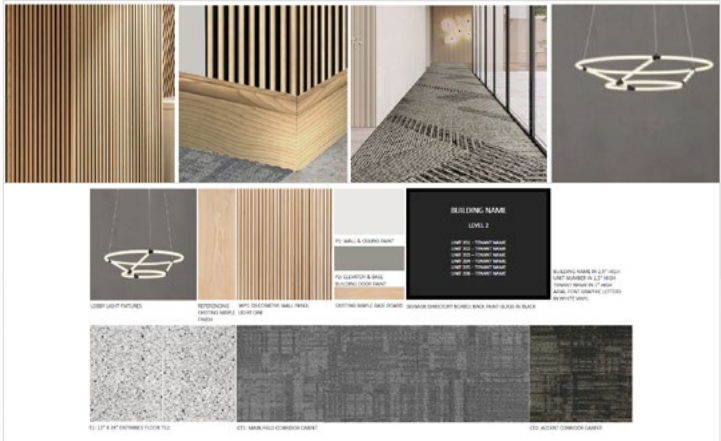 BUILDING NAME
LEVEL 2
UNIT 201 - TENANT NAME
UNIT 202 - TENANT NAME
UNIT 203 - TENANT NAME
UNIT 204 - TENANT NAME
UNIT 205 - TENANT NAME
UNIT 206 - TENANT NAME
P1: WALL & CEILING PAINT
P2: ELEVATOR & BASE
BUILDING DOOR PAINT
LOBBY LIGHT FIXTURES
REFERENCING
EXISTING MAPLE
FINISH
WP1: DECORATIVE WALL PANEL
LIGHT OAK
EXISTING MAPLE BASE BOARD
SIGNAGE DIRECTORY BOARD: BACK PAINT GLASS IN BLACK
BUILDING NAME IN 2.5" HIGH
UNIT NUMBER IN 1.5" HIGH
TENANT NAME IN 1" HIGH
ARIAL FONT GRAPHIC LETTERS
IN WHITE VINYL
T1: 12" X 24" ENTRANCE FLOOR TILE
CT1: MAIN FIELD CORRIDOR CARPET
CT2: ACCENT CORRIDOR CARPET